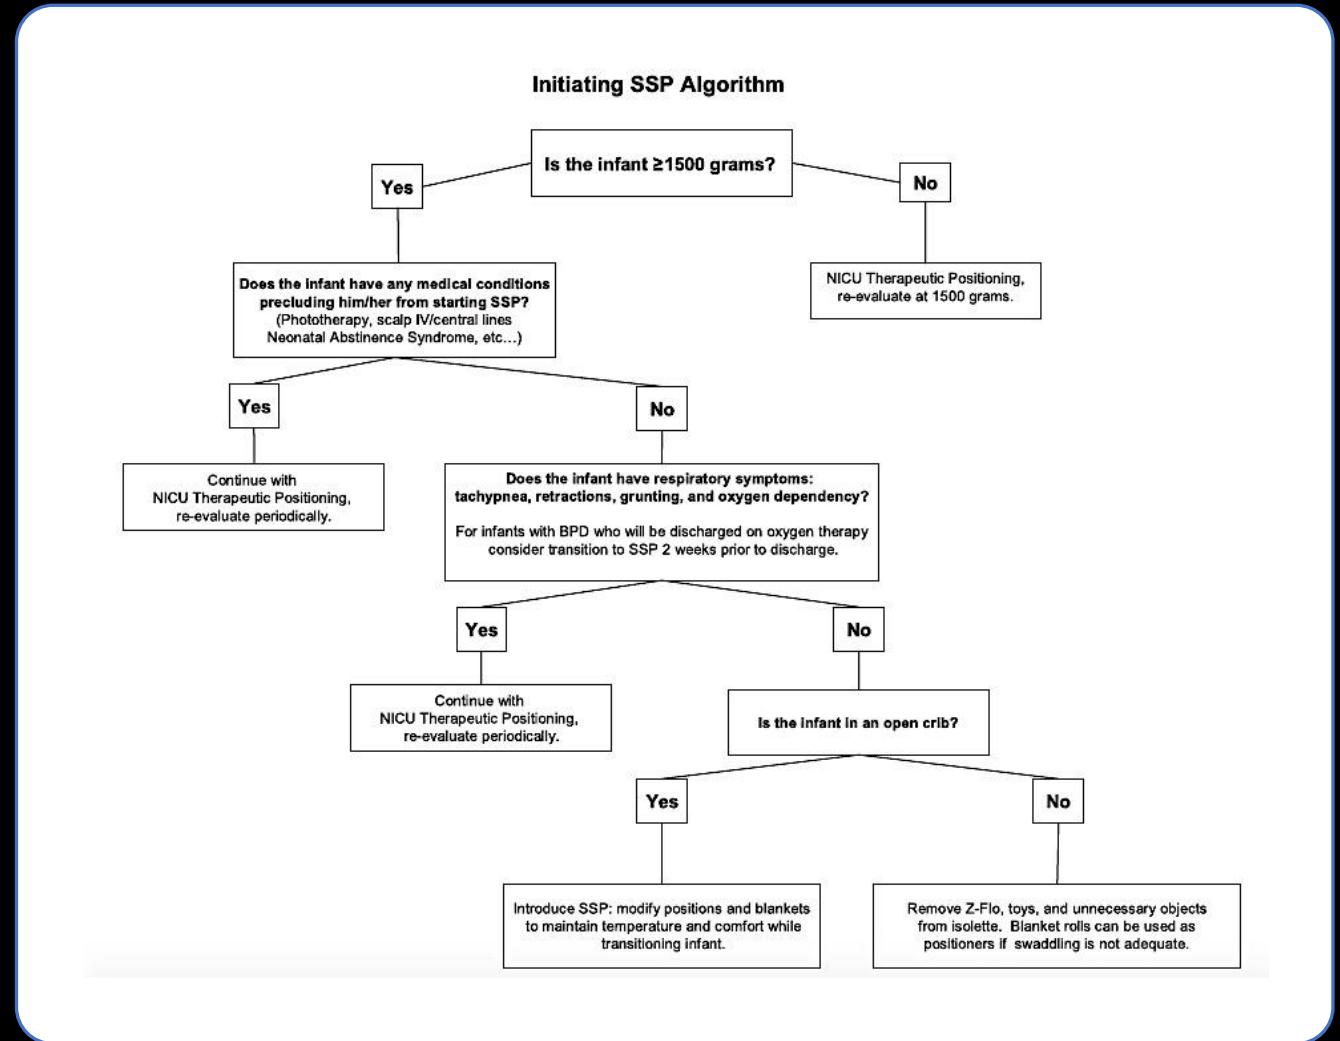 Initiating SSP Algorithm
Is the infant ≥1500 grams?
Yes
No
Does the infant have any medical conditions
precluding him/her from starting SSP?
(Phototherapy, scalp IV/central lines
Neonatal Abstinence Syndrome, etc...)
NICU Therapeutic Positioning,
re-evaluate at 1500 grams.
Yes
No
Continue with
NICU Therapeutic Positioning,
re-evaluate periodically.
Does the infant have respiratory symptoms:
tachypnea, retractions, grunting, and oxygen dependency?
For infants with BPD who will be discharged on oxygen therapy
consider transition to SSP 2 weeks prior to discharge.
Yes
No
Continue with
NICU Therapeutic Positioning,
re-evaluate periodically.
Is the infant in an open crib?
Yes
No
Introduce SSP: modify positions and blankets
to maintain temperature and comfort while
transitioning infant.
Remove Z-Flo, toys, and unnecessary objects
from isolette. Blanket rolls can be used as
positioners if swaddling is not adequate.